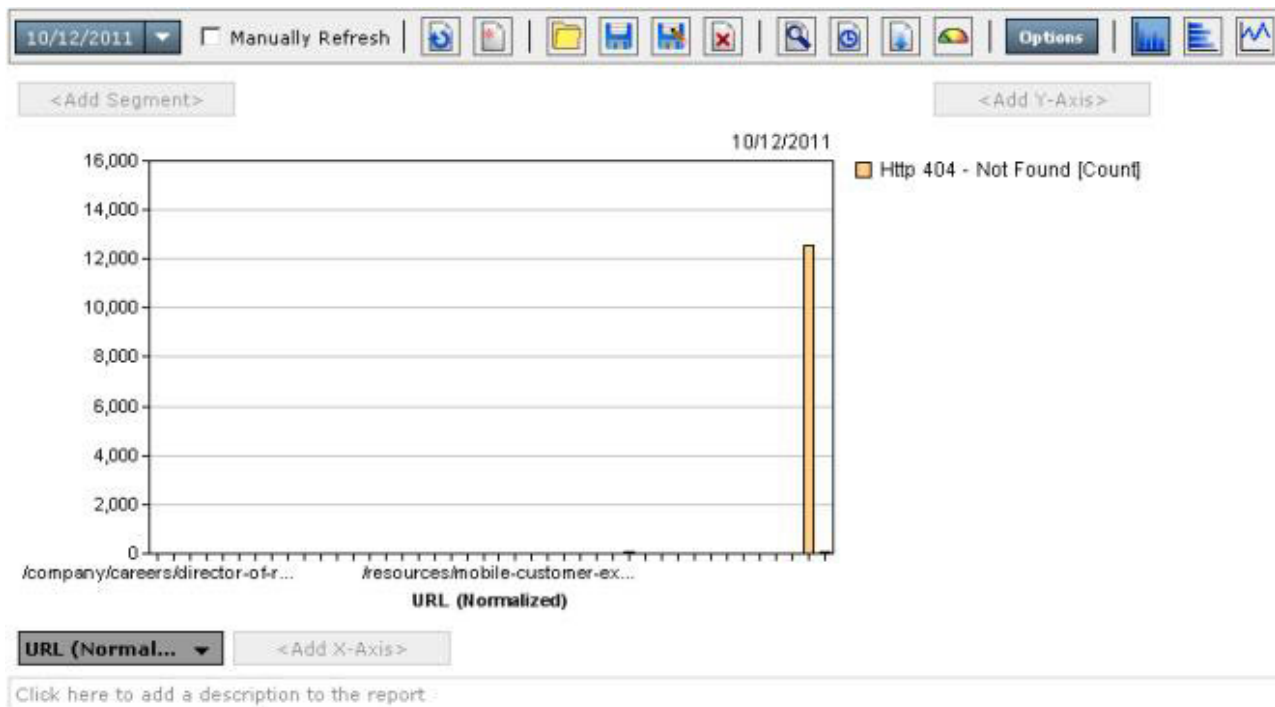 10/12/2011
Manually Refresh
Options
<Add Segment>
<Add Y-Axis>
10/12/2011
16,000
14,000
12,000
10,000
8,000
6,000
4,000
2,000
0
Http 404 - Not Found [Count]
/company/careers/director-of-r...
/resources/mobile-customer-ex...
URL (Normalized)
URL (Normal...
<Add X-Axis>
Click here to add a description to the report